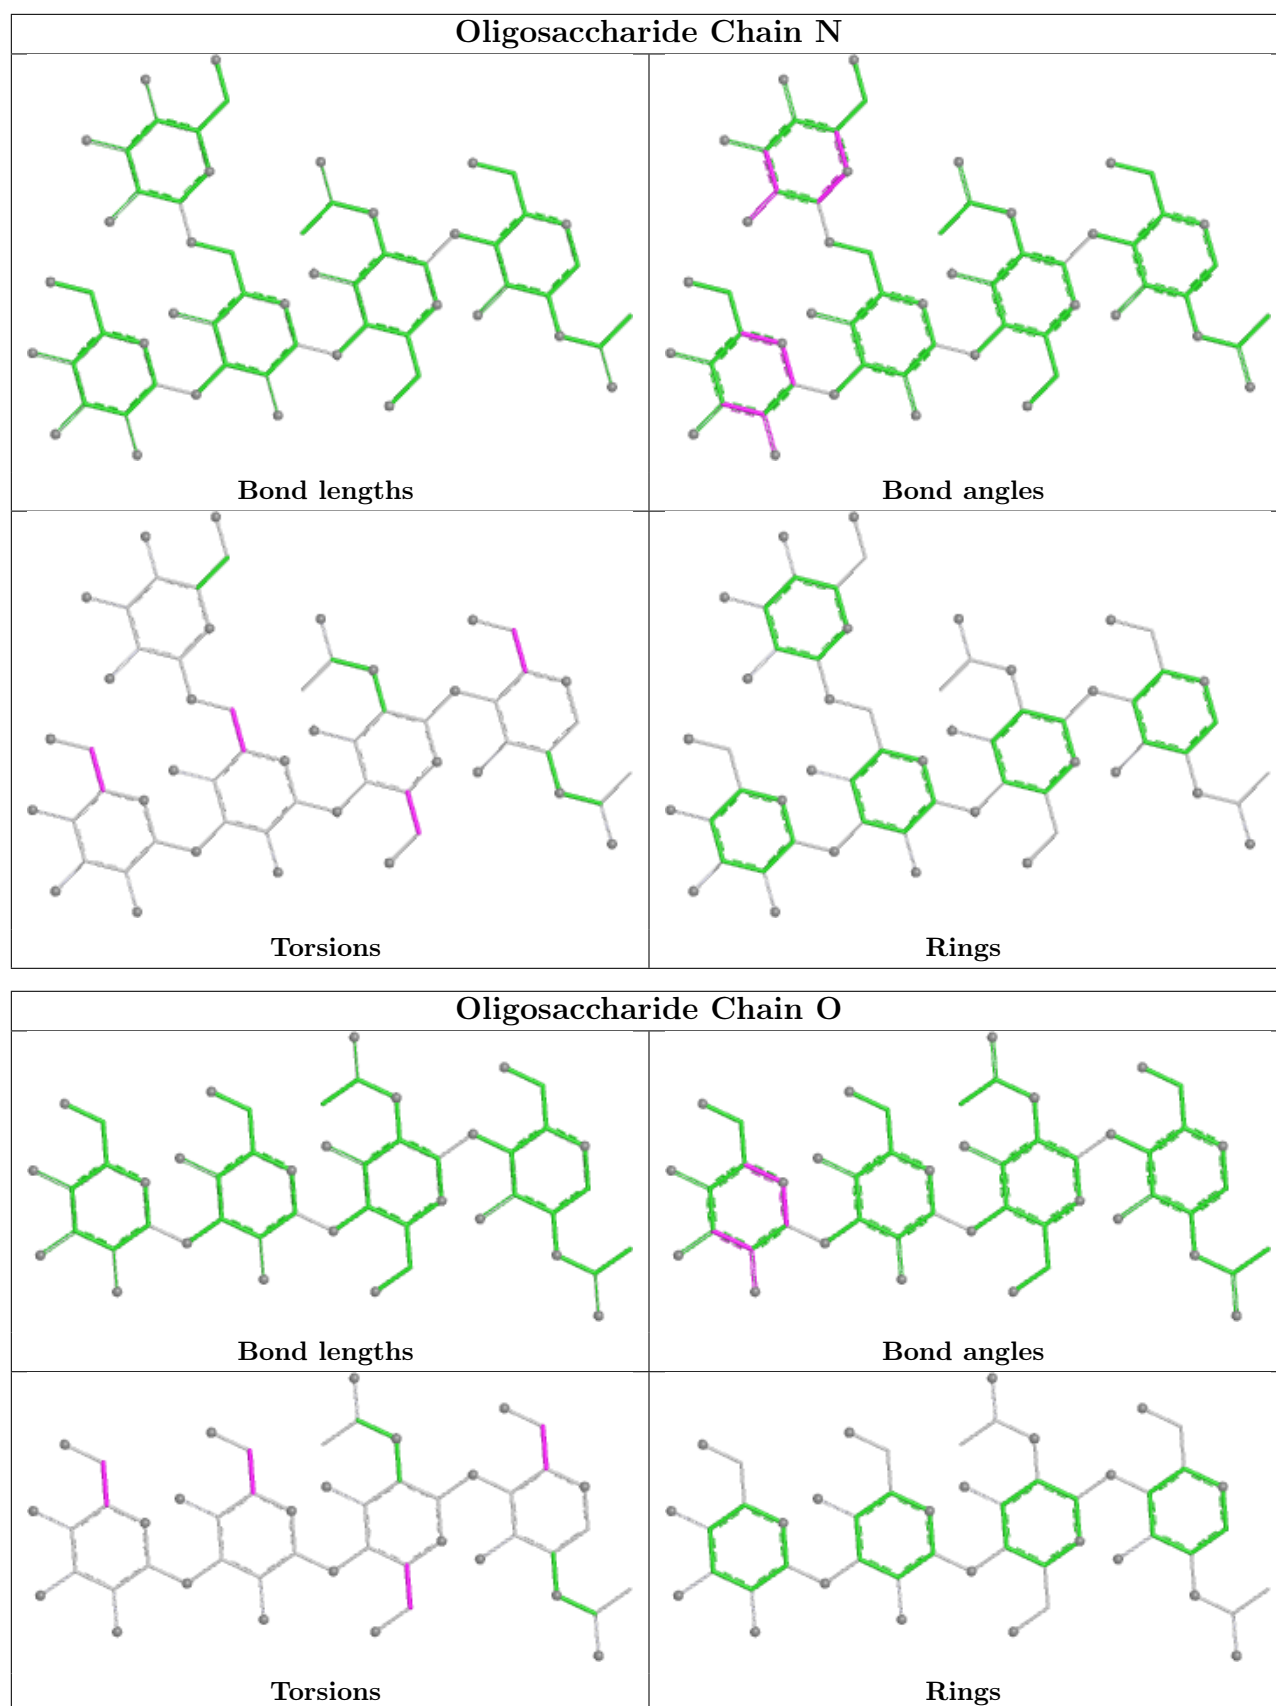 Oligosaccharide Chain N
Bond lengths
Bond angles
Torsions
Rings
Oligosaccharide Chain O
Bond lengths
Bond angles
Torsions
Rings